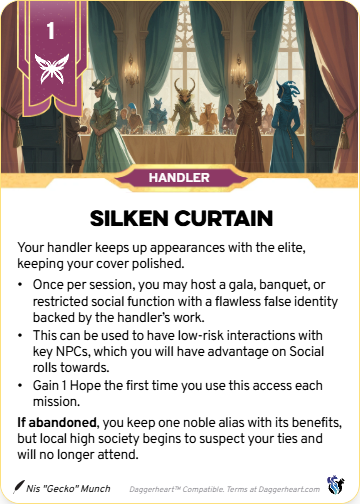 1
HANDLER
SILKEN CURTAIN
Your handler keeps up appearances with the elite,
keeping your cover polished.
• Once per session, you may host a gala, banquet, or
restricted social function with a flawless false identity
backed by the handler's work.
• This can be used to have low-risk interactions with
key NPCs, which you will have advantage on Social
rolls towards.
• Gain 1 Hope the first time you use this access each
mission.
If abandoned, you keep one noble alias with its benefits,
but local high society begins to suspect your ties and
will no longer attend.
Nis "Gecko" Munch
Daggerheart™ Compatible. Terms at Daggerheart.com